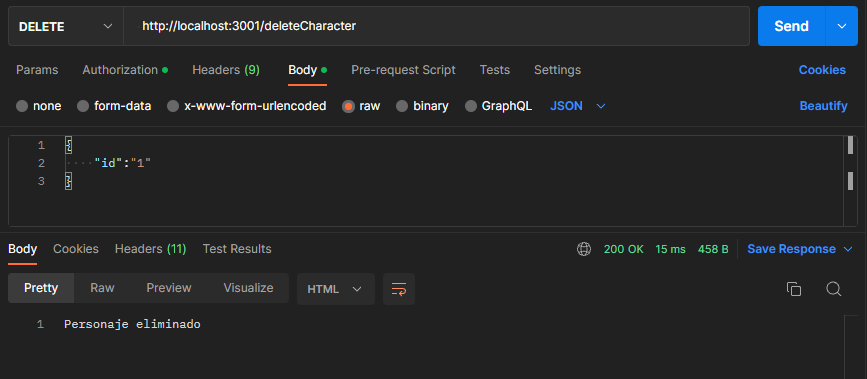 DELETE http://localhost:3001/deleteCharacter Send
Params Authorization Headers (9) Body Pre-request Script Tests Settings Cookies
none form-data x-www-form-urlencoded raw binary GraphQL JSON Beautify
1 {
2 ····"id":"1"
3 }
Body Cookies Headers (11) Test Results 200 OK 15 ms 458 B Save Response
Pretty Raw Preview Visualize HTML
1 Personaje eliminado